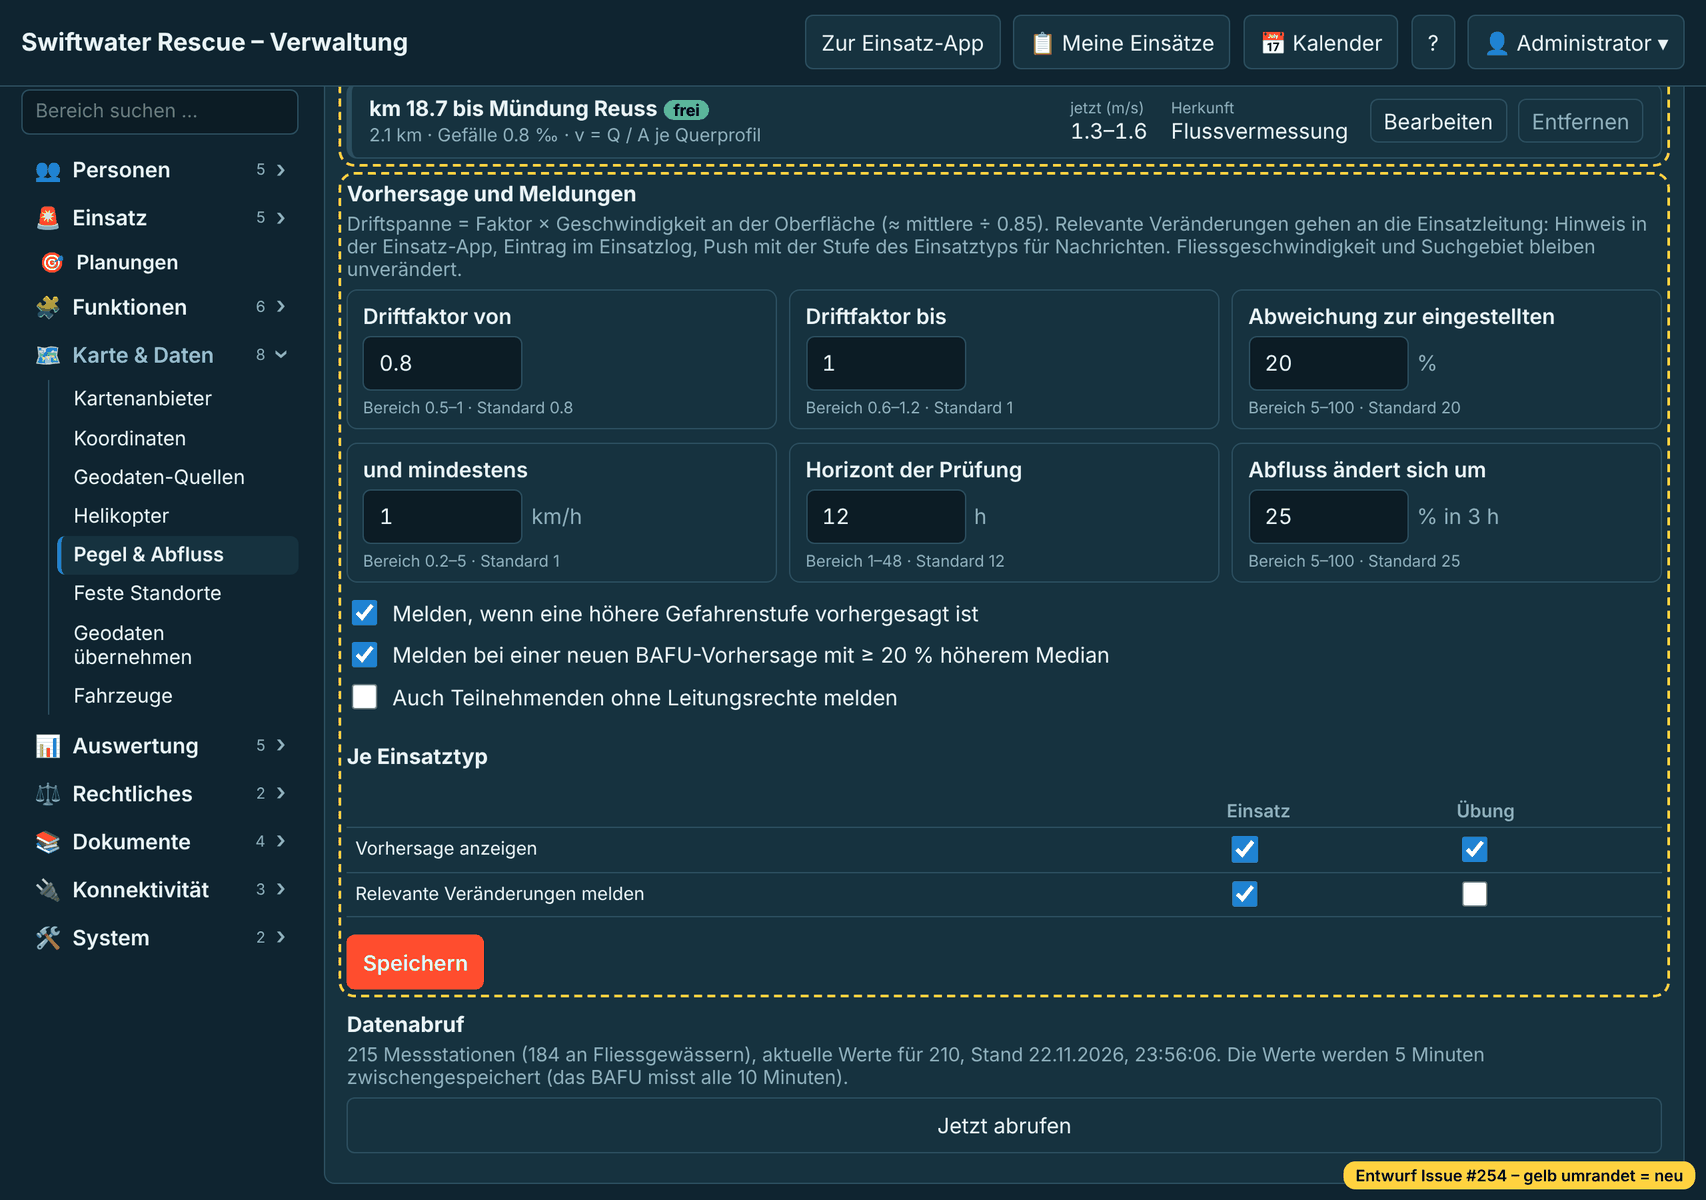 Swiftwater Rescue – Verwaltung
Zur Einsatz-App
Meine Einsätze
Kalender
?
Administrator ▾
Bereich suchen ...
Personen 5
Einsatz 5
Planungen
Funktionen 6
Karte & Daten 8
Kartenanbieter
Koordinaten
Geodaten-Quellen
Helikopter
Pegel & Abfluss
Feste Standorte
Geodaten
übernehmen
Fahrzeuge
Auswertung 5
Rechtliches 2
Dokumente 4
Konnektivität 3
System 2
km 18.7 bis Mündung Reuss frei
2.1 km · Gefälle 0.8 ‰ · v = Q / A je Querprofil
jetzt (m/s)
1.3–1.6
Herkunft
Flussvermessung
Bearbeiten
Entfernen
Vorhersage und Meldungen
Driftspanne = Faktor × Geschwindigkeit an der Oberfläche (≈ mittlere ÷ 0.85). Relevante Veränderungen gehen an die Einsatzleitung: Hinweis in
der Einsatz-App, Eintrag im Einsatzlog, Push mit der Stufe des Einsatztyps für Nachrichten. Fliessgeschwindigkeit und Suchgebiet bleiben
unverändert.
Driftfaktor von
0.8
Bereich 0.5–1 · Standard 0.8
Driftfaktor bis
1
Bereich 0.6–1.2 · Standard 1
Abweichung zur eingestellten
20 %
Bereich 5–100 · Standard 20
und mindestens
1 km/h
Bereich 0.2–5 · Standard 1
Horizont der Prüfung
12 h
Bereich 1–48 · Standard 12
Abfluss ändert sich um
25 % in 3 h
Bereich 5–100 · Standard 25
Melden, wenn eine höhere Gefahrenstufe vorhergesagt ist
Melden bei einer neuen BAFU-Vorhersage mit ≥ 20 % höherem Median
Auch Teilnehmenden ohne Leitungsrechte melden
Je Einsatztyp
Einsatz Übung
Vorhersage anzeigen
Relevante Veränderungen melden
Speichern
Datenabruf
215 Messstationen (184 an Fliessgewässern), aktuelle Werte für 210, Stand 22.11.2026, 23:56:06. Die Werte werden 5 Minuten
zwischengespeichert (das BAFU misst alle 10 Minuten).
Jetzt abrufen
Entwurf Issue #254 – gelb umrandet = neu